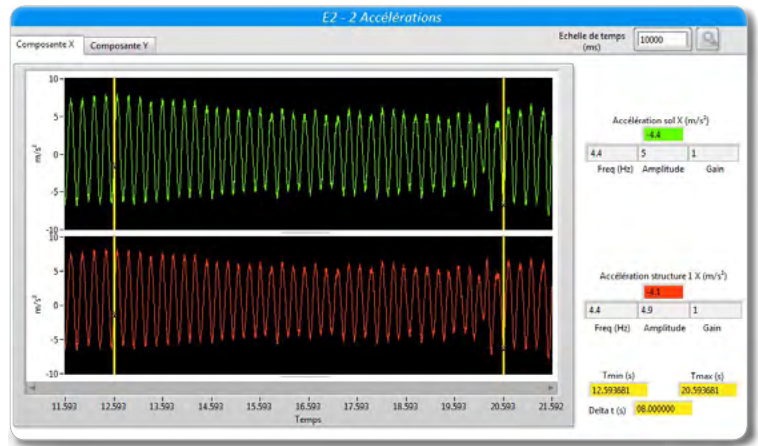 E2 - 2 Accélérations
Composante X
Composante Y
Echelle de temps (ms)
10000
10-
5-
0-
-5-
-10-
m/s²
10-
5-
0-
-5-
-10-
m/s²
11.593 12.593 13.593 14.593 15.593 16.593 17.593 18.593 19.593 20.593 21.592
Temps
Accélération sol X (m/s²)
-4.4
4.4 5 1
Freq (Hz) Amplitude Gain
Accélération structure 1 X (m/s²)
-4.1
4.4 4.9 1
Freq (Hz) Amplitude Gain
Tmin (s) Tmax (s)
12.593681 20.593681
Delta t (s) 08.000000